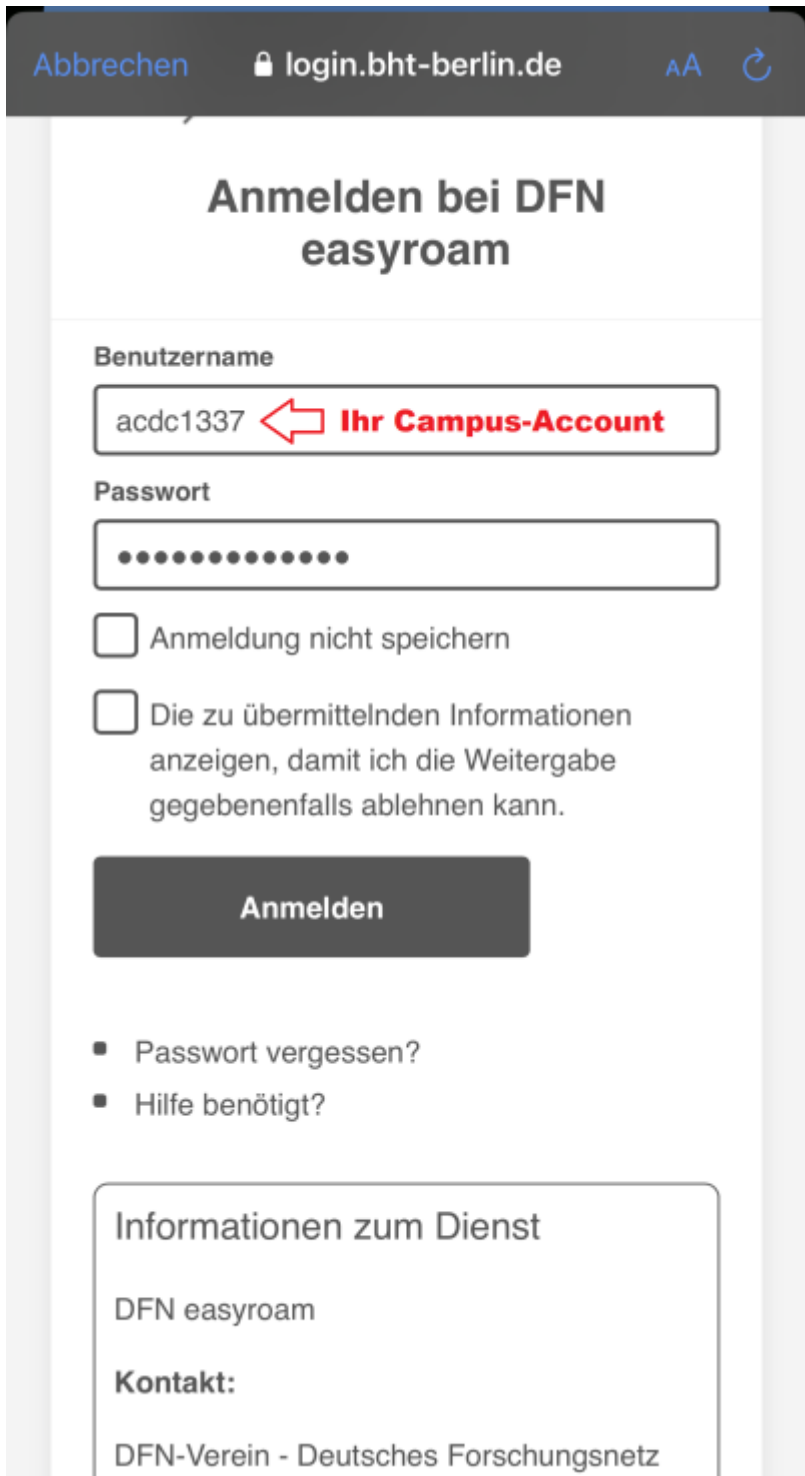 Abbrechen login.bht-berlin.de AA
Anmelden bei DFN
easyroam
Benutzername
acdc1337 Ihr Campus-Account
Passwort
•••••••••••••
Anmeldung nicht speichern
Die zu übermittelnden Informationen
anzeigen, damit ich die Weitergabe
gegebenenfalls ablehnen kann.
Anmelden
Passwort vergessen?
Hilfe benötigt?
Informationen zum Dienst
DFN easyroam
Kontakt:
DFN-Verein - Deutsches Forschungsnetz